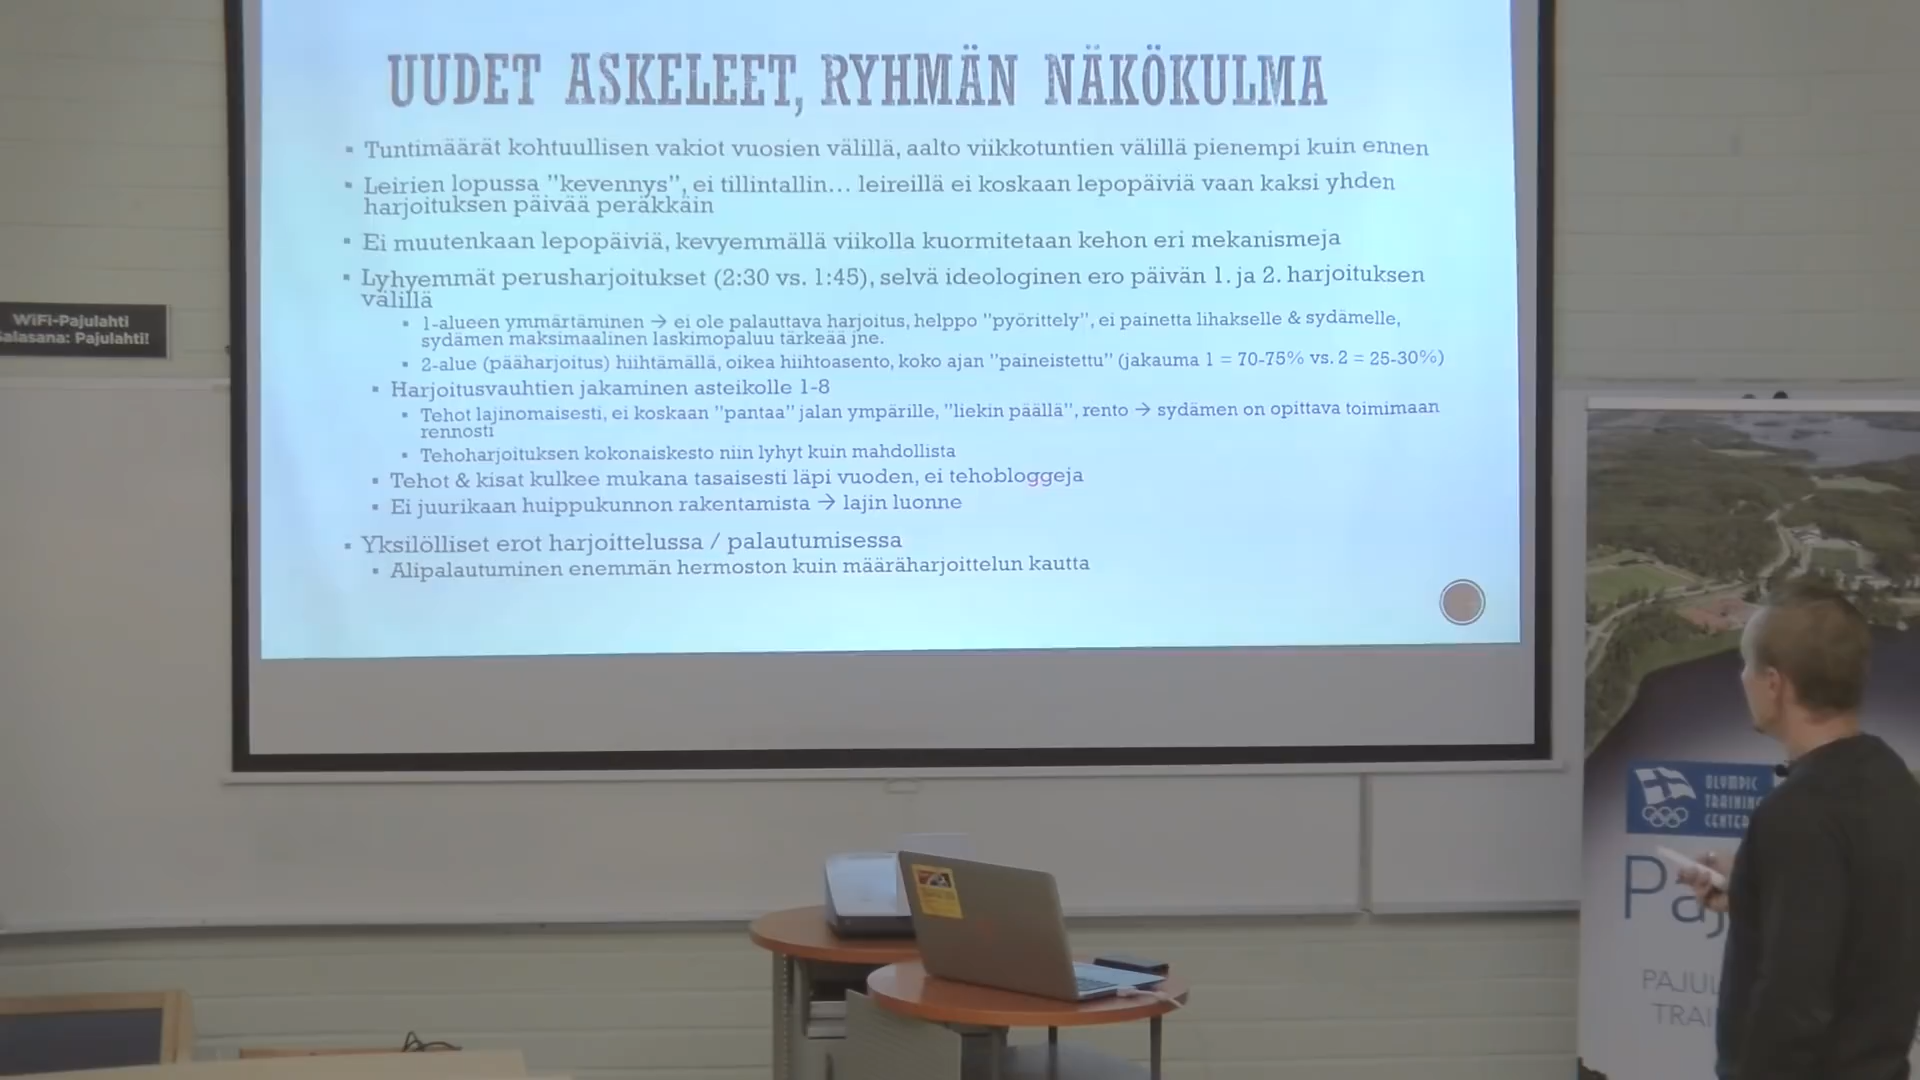 UUDET ASKELEET, RYHMÄN NÄKÖKULMA
▪ Tuntimäärät kohtuullisen vakiot vuosien välillä, aalto viikkotuntien välillä pienempi kuin ennen
▪ Leirien lopussa "kevennys", ei tillintallin… leireillä ei koskaan lepopäiviä vaan kaksi yhden
harjoituksen päivää peräkkäin
▪ Ei muutenkaan lepopäiviä, kevyemmällä viikolla kuormitetaan kehon eri mekanismeja
▪ Lyhyemmät perusharjoitukset (2:30 vs. 1:45), selvä ideologinen ero päivän 1. ja 2. harjoituksen
välillä
▪ 1-alueen ymmärtäminen → ei ole palauttava harjoitus, helppo "pyörittely", ei painetta lihakselle & sydämelle,
sydämen maksimaalinen laskimopaluu tärkeää jne.
▪ 2-alue (pääharjoitus) hiihtämällä, oikea hiihtoasento, koko ajan "paineistettu" (jakauma 1 = 70-75% vs. 2 = 25-30%)
▪ Harjoitusvauhtien jakaminen asteikolle 1-8
▪ Tehot lajinomaisesti, ei koskaan "pantaa" jalan ympärille, "liekin päällä", rento → sydämen on opittava toimimaan
rennosti
▪ Tehoharjoituksen kokonaiskesto niin lyhyt kuin mahdollista
▪ Tehot & kisat kulkee mukana tasaisesti läpi vuoden, ei tehobloggeja
▪ Ei juurikaan huippukunnon rakentamista → lajin luonne
▪ Yksilölliset erot harjoittelussa / palautumisessa
▪ Alipalautuminen enemmän hermoston kuin määräharjoittelun kautta
WiFi-Pajulahti
Salasana: Pajulahti!
OLYMPIC
TRAINING
CENTER
Paj
PAJUL
TRAI